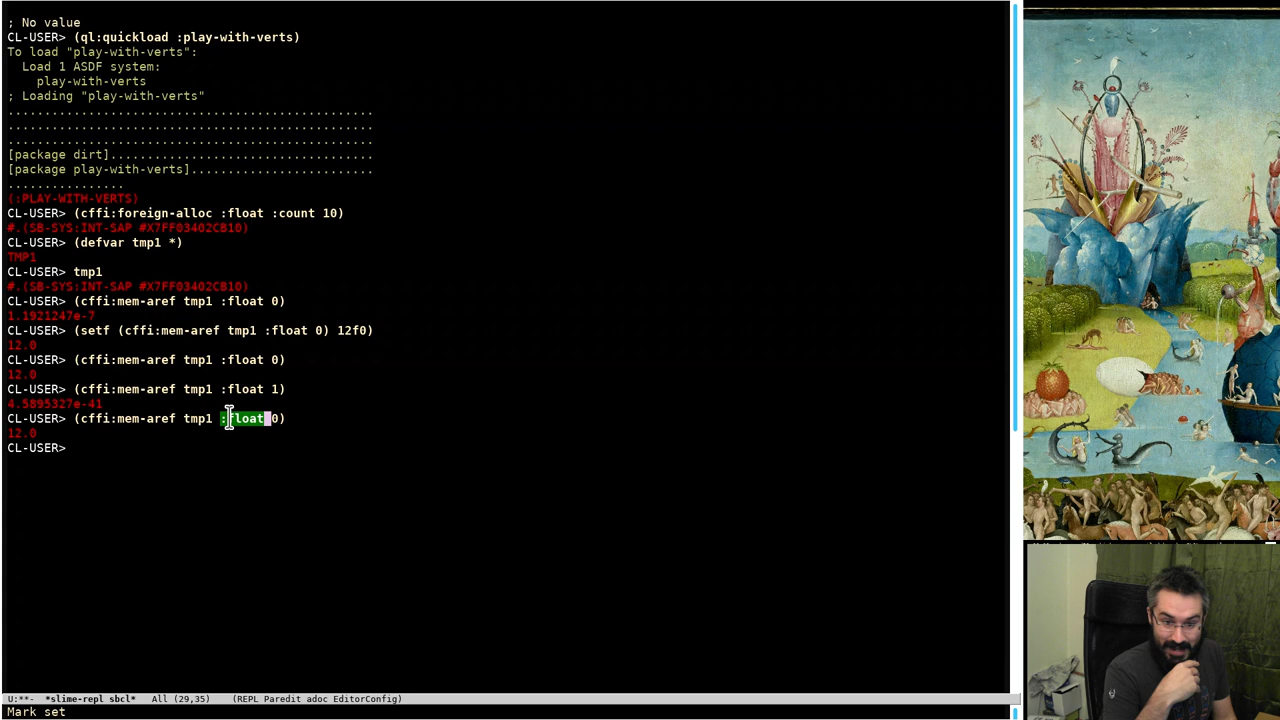 ; No value
CL-USER> (ql:quickload :play-with-verts)
To load "play-with-verts":
  Load 1 ASDF system:
    play-with-verts
; Loading "play-with-verts"
..................................................
..................................................
..................................................
[package dirt]....................................
[package play-with-verts].........................
................
(:PLAY-WITH-VERTS)
CL-USER> (cffi:foreign-alloc :float :count 10)
#.(SB-SYS:INT-SAP #X7FF03402CB10)
CL-USER> (defvar tmp1 *)
TMP1
CL-USER> tmp1
#.(SB-SYS:INT-SAP #X7FF03402CB10)
CL-USER> (cffi:mem-aref tmp1 :float 0)
1.1921247e-7
CL-USER> (setf (cffi:mem-aref tmp1 :float 0) 12f0)
12.0
CL-USER> (cffi:mem-aref tmp1 :float 0)
12.0
CL-USER> (cffi:mem-aref tmp1 :float 1)
4.5895327e-41
CL-USER> (cffi:mem-aref tmp1 :float 0)
12.0
CL-USER>
U:**-  *slime-repl sbcl*   All (29,35)   (REPL Paredit adoc EditorConfig)
Mark set